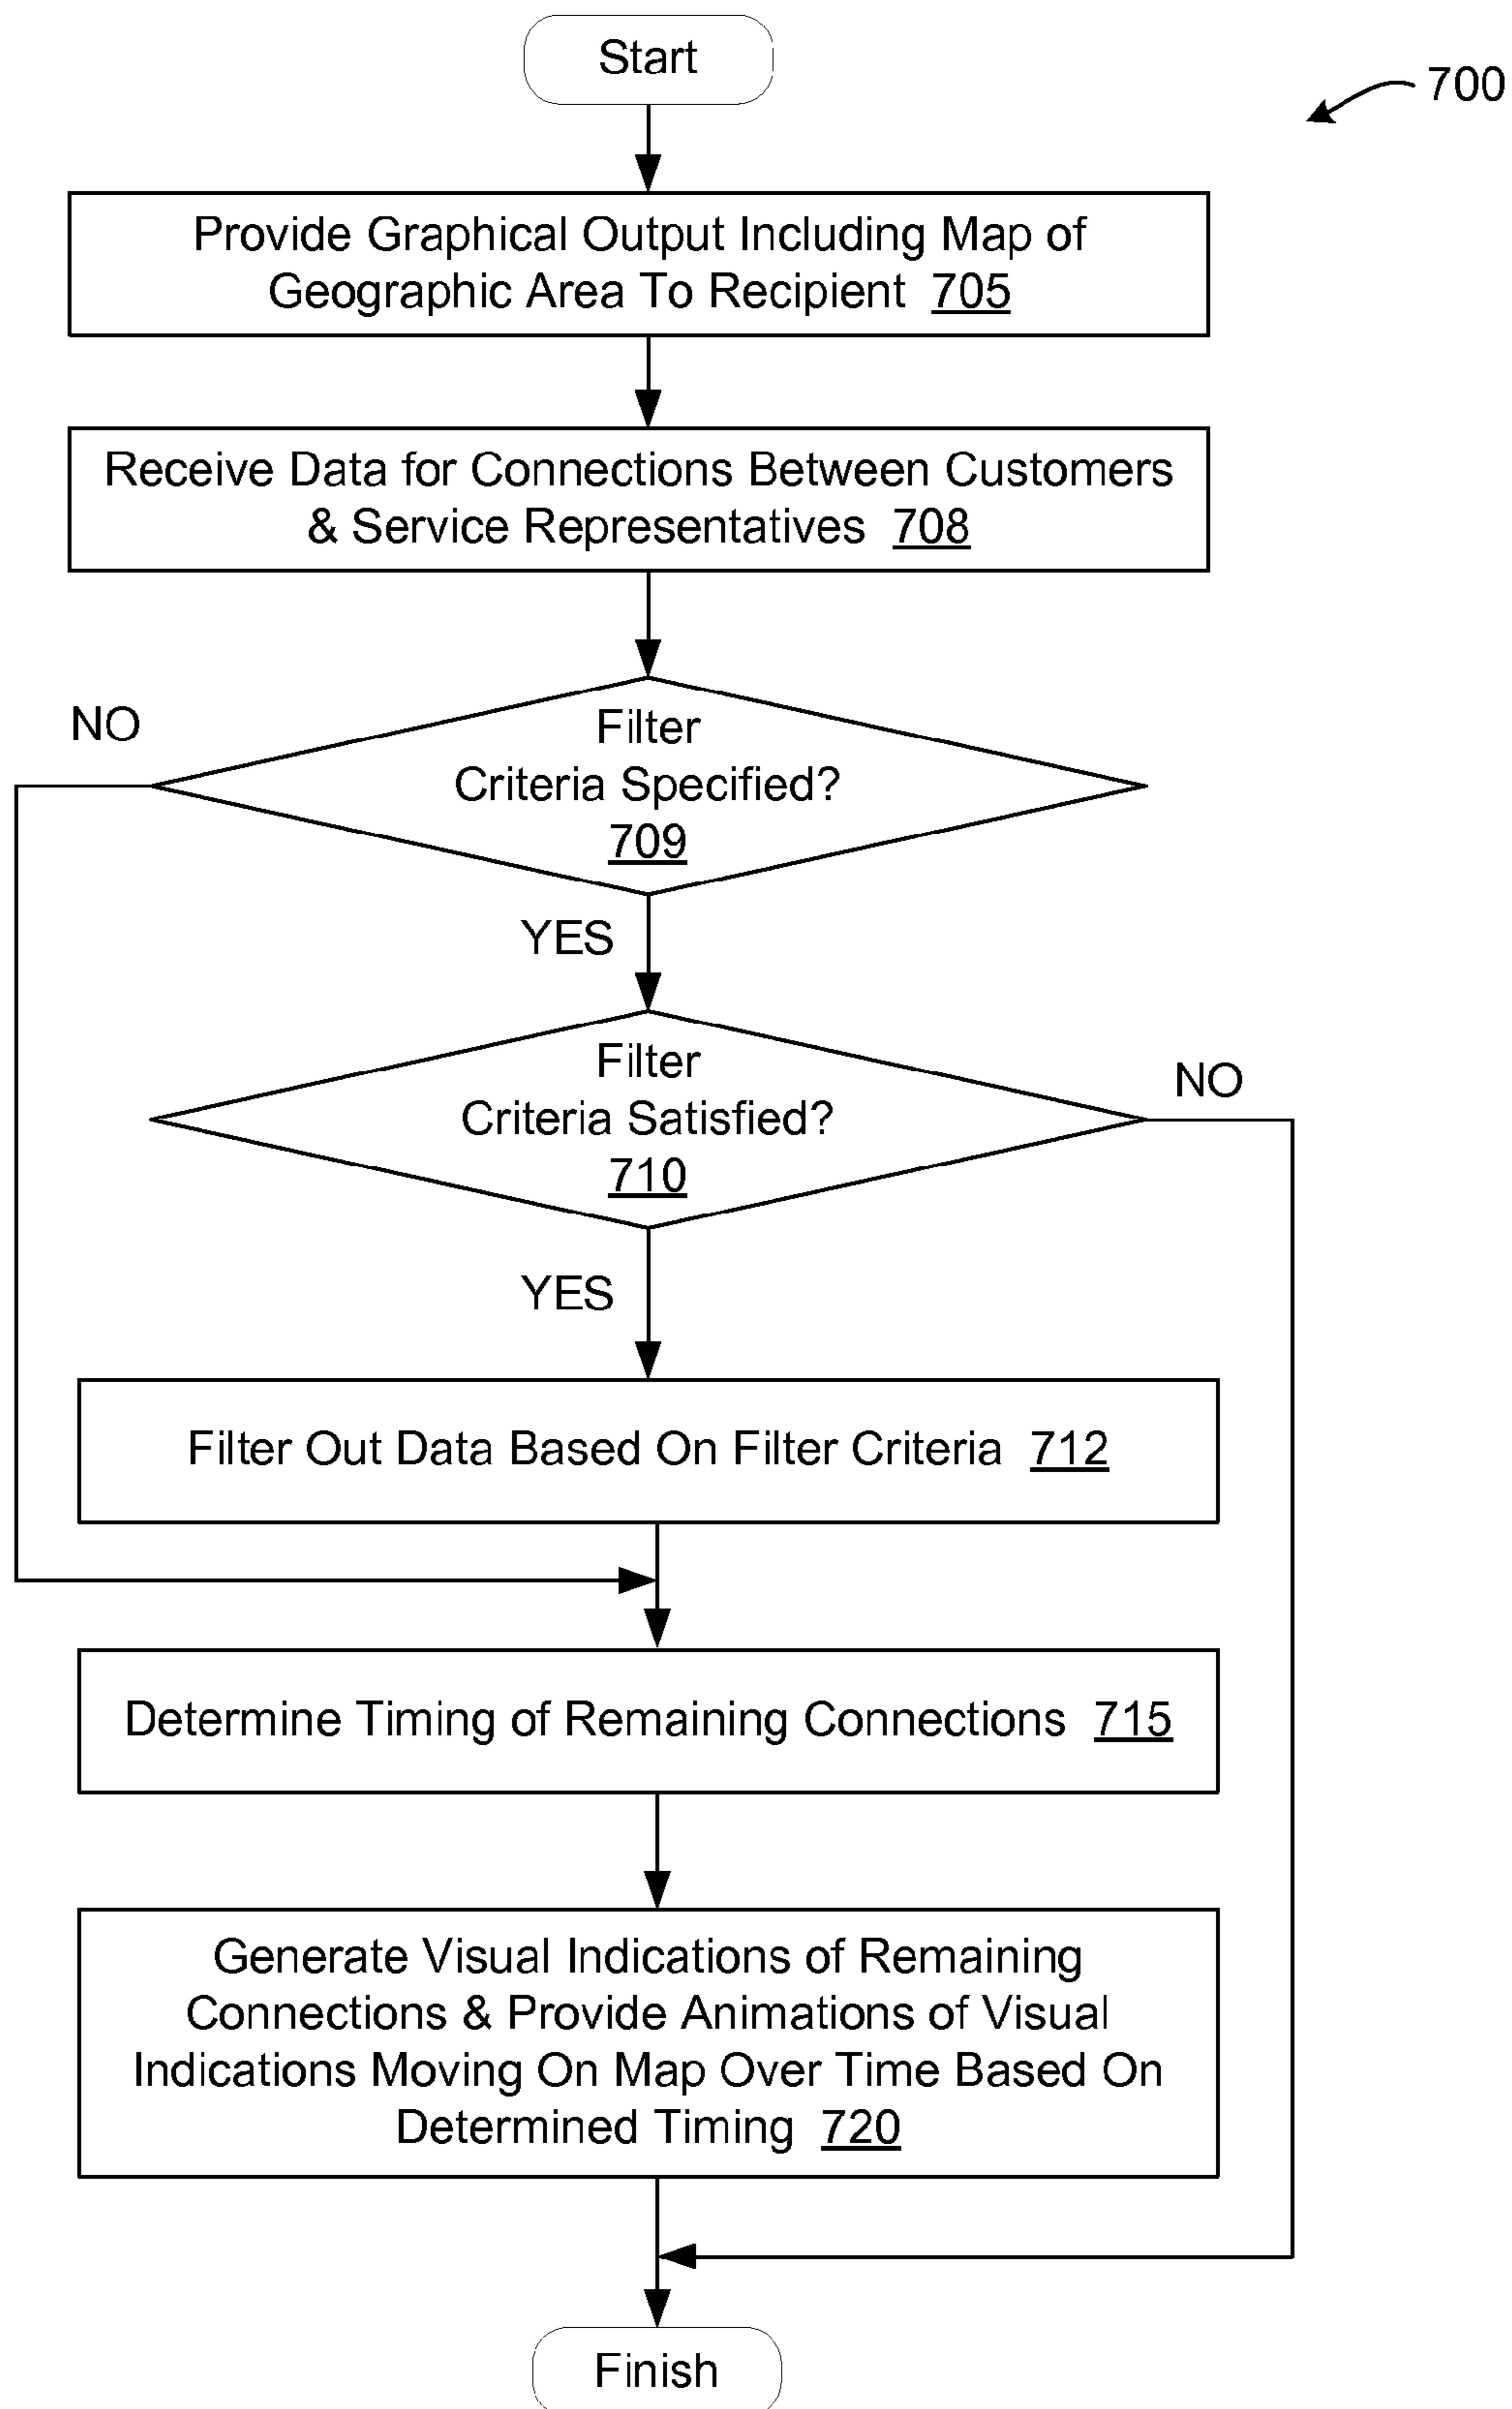 Start
700
Provide Graphical Output Including Map of
Geographic Area To Recipient 705
Receive Data for Connections Between Customers
& Service Representatives 708
NO
Filter
Criteria Specified?
709
YES
Filter
Criteria Satisfied?
710
NO
YES
Filter Out Data Based On Filter Criteria 712
Determine Timing of Remaining Connections 715
Generate Visual Indications of Remaining
Connections & Provide Animations of Visual
Indications Moving On Map Over Time Based On
Determined Timing 720
Finish